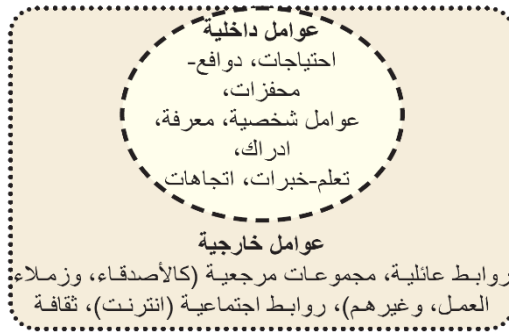 عوامل داخلية
احتياجات، دوافع-
محفزات،
عوامل شخصية، معرفة،
ادراك،
تعلم-خبرات، اتجاهات
عوامل خارجية
روابط عائلية، مجموعات مرجعية (كالأصدقاء، وزملاء
العمل، وغيرهم)، روابط اجتماعية (انترنت)، ثقافة